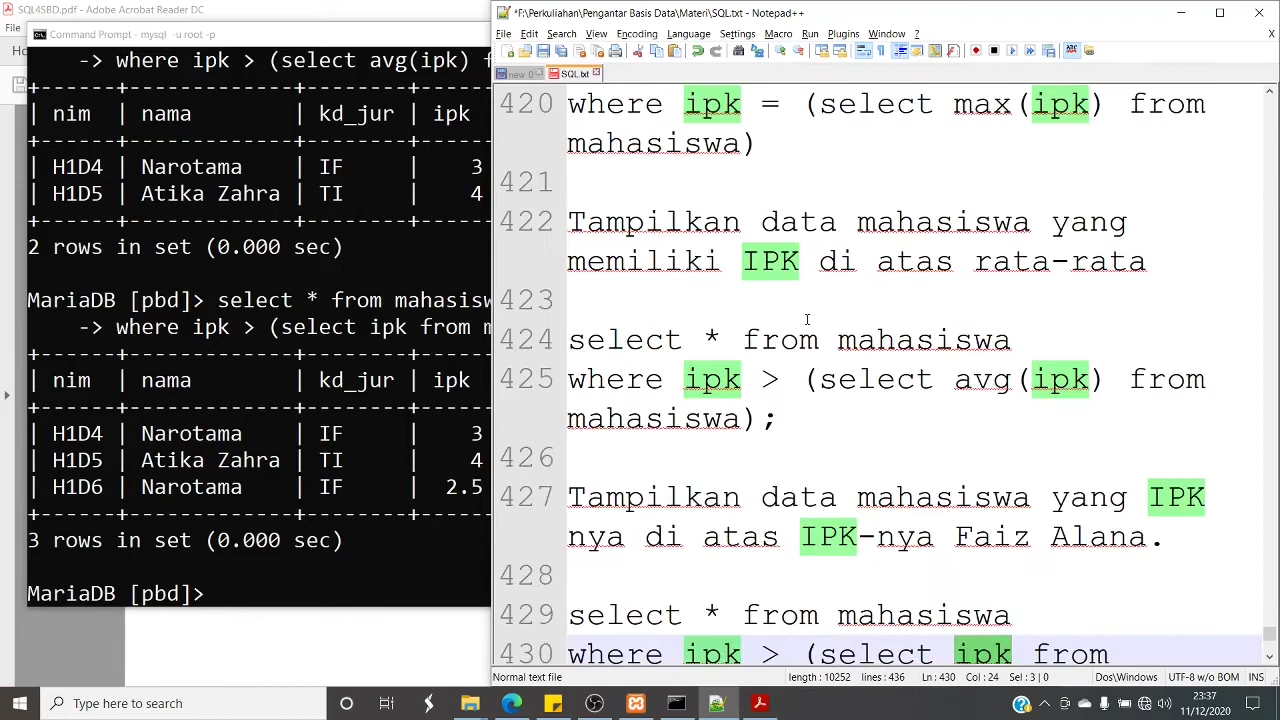 SQL4SBD.pdf - Adobe Acrobat Reader DC
File
Ho
Command Prompt - mysql -u root -p
-> where ipk > (select avg(ipk) f
+------+-------------+--------+------
| nim | nama | kd_jur | ipk
+------+-------------+--------+------
| H1D4 | Narotama | IF | 3
| H1D5 | Atika Zahra | TI | 4
+------+-------------+--------+------
2 rows in set (0.000 sec)
MariaDB [pbd]> select * from mahasisw
-> where ipk > (select ipk from m
+------+-------------+--------+------
| nim | nama | kd_jur | ipk
+------+-------------+--------+------
| H1D4 | Narotama | IF | 3
| H1D5 | Atika Zahra | TI | 4
| H1D6 | Narotama | IF | 2.5
+------+-------------+--------+------
3 rows in set (0.000 sec)
MariaDB [pbd]>
*F:\Perkuliahan\Pengantar Basis Data\Materi\SQL.txt - Notepad++
File Edit Search View Encoding Language Settings Macro Run Plugins Window ?
new 0 SQL.txt
420 where ipk = (select max(ipk) from
mahasiswa)
421
422 Tampilkan data mahasiswa yang
memiliki IPK di atas rata-rata
423
424 select * from mahasiswa
425 where ipk > (select avg(ipk) from
mahasiswa);
426
427 Tampilkan data mahasiswa yang IPK
nya di atas IPK-nya Faiz Alana.
428
429 select * from mahasiswa
430 where ipk > (select ipk from
Normal text file length : 10252 lines : 436 Ln : 430 Col : 24 Sel : 3 | 0 Dos\Windows UTF-8 w/o BOM INS
Type here to search
23:37
11/12/2020